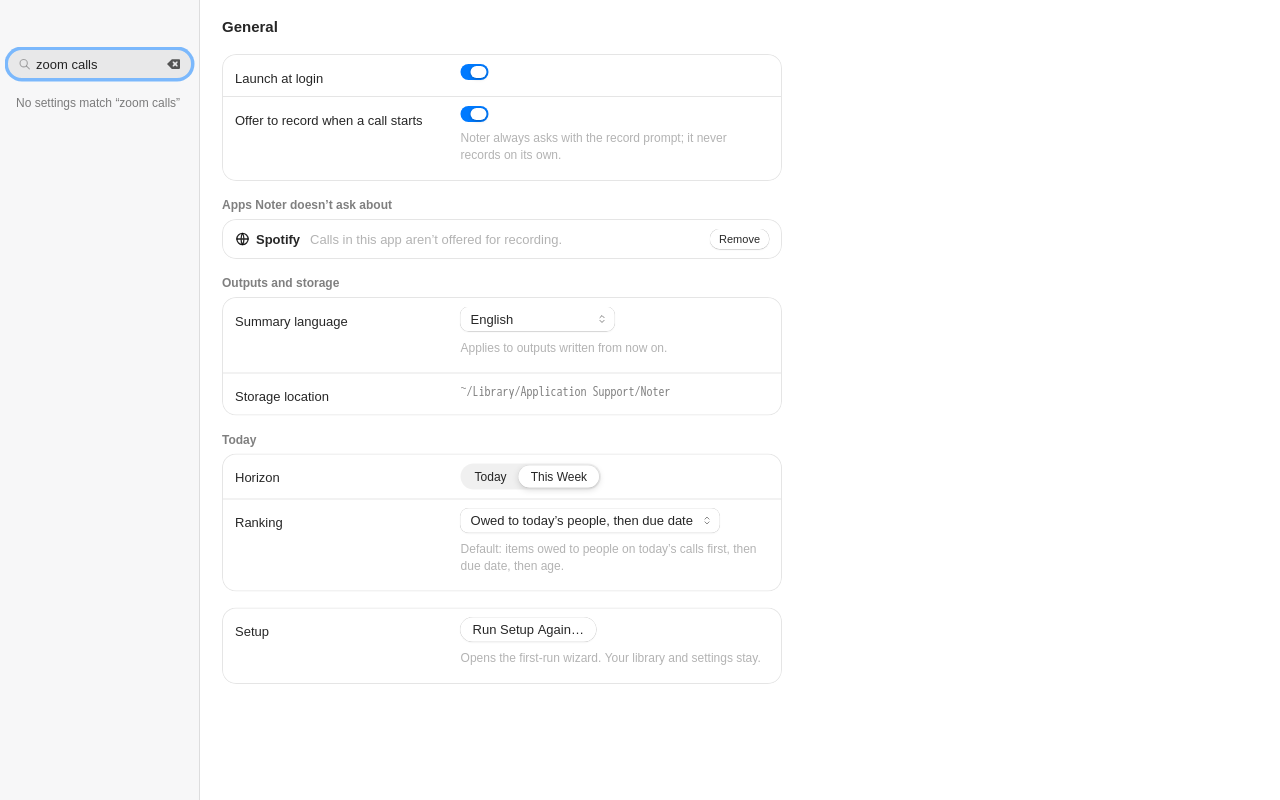 General
zoom calls
No settings match “zoom calls”
Launch at login
Offer to record when a call starts
Noter always asks with the record prompt; it never
records on its own.
Apps Noter doesn’t ask about
Spotify Calls in this app aren’t offered for recording. Remove
Outputs and storage
Summary language English
Applies to outputs written from now on.
Storage location ~/Library/Application Support/Noter
Today
Horizon Today This Week
Ranking Owed to today’s people, then due date
Default: items owed to people on today’s calls first, then
due date, then age.
Setup Run Setup Again…
Opens the first-run wizard. Your library and settings stay.